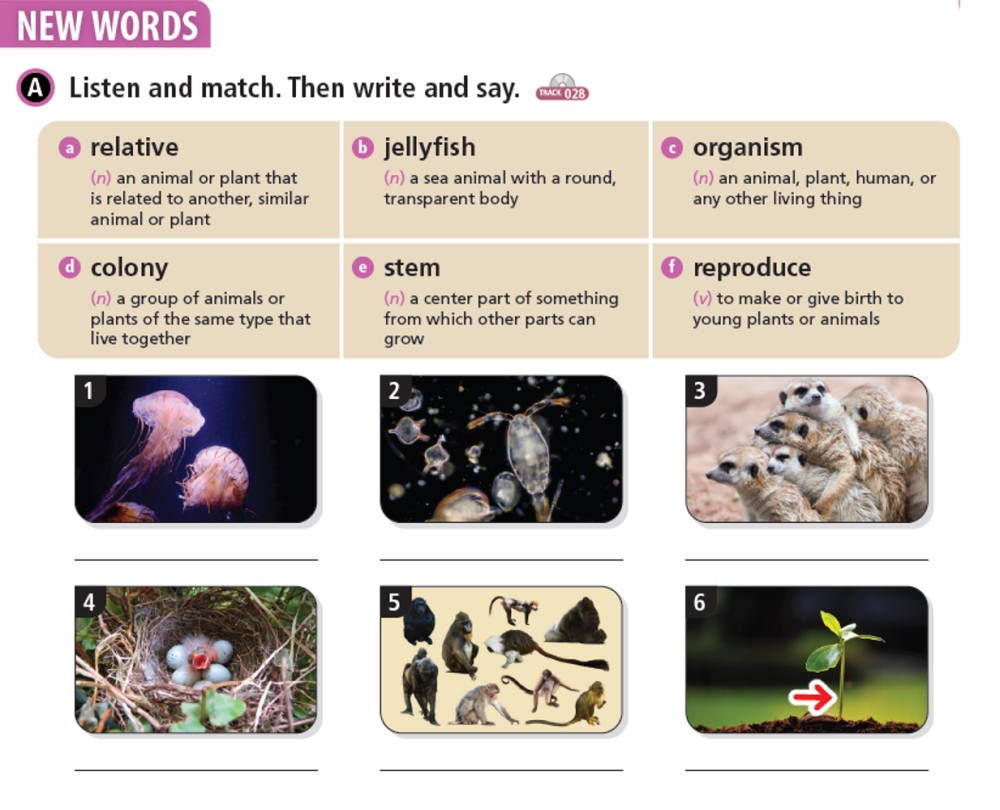 NEW WORDS
A Listen and match. Then write and say. TRACK 028
a relative
(n) an animal or plant that
is related to another, similar
animal or plant
b jellyfish
(n) a sea animal with a round,
transparent body
c organism
(n) an animal, plant, human, or
any other living thing
d colony
(n) a group of animals or
plants of the same type that
live together
e stem
(n) a center part of something
from which other parts can
grow
f reproduce
(v) to make or give birth to
young plants or animals
1
2
3
4
5
6